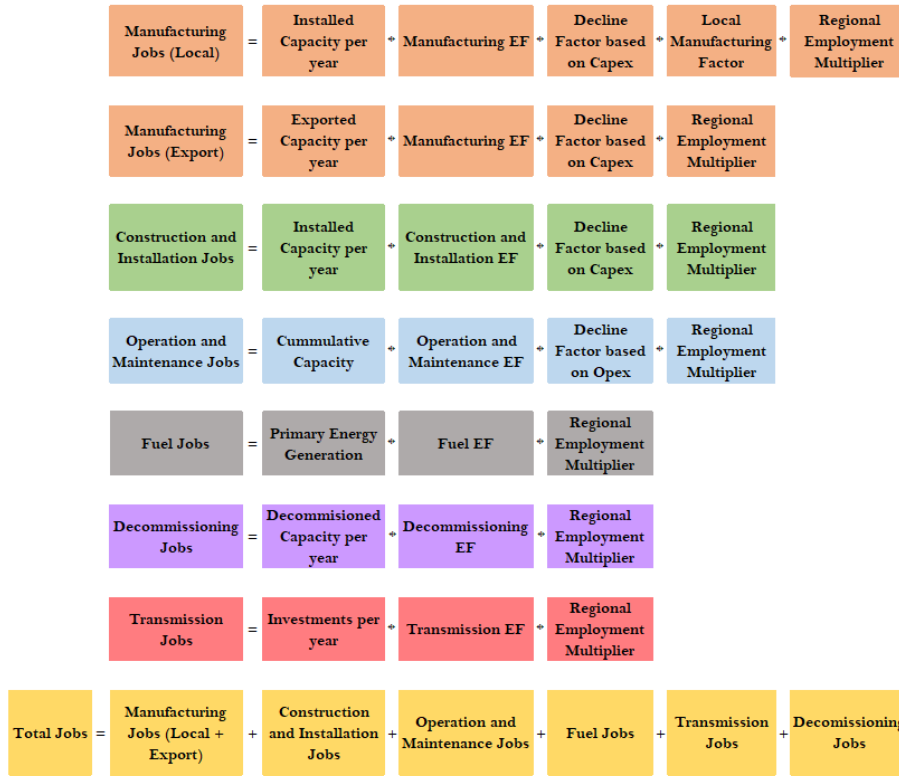 Manufacturing
Jobs (Local)
=
Installed
Capacity per
year
*
Manufacturing EF
*
Decline
Factor based
on Capex
*
Local
Manufacturing
Factor
*
Regional
Employment
Multiplier
Manufacturing
Jobs (Export)
=
Exported
Capacity per
year
*
Manufacturing EF
*
Decline
Factor based
on Capex
*
Regional
Employment
Multiplier
Construction and
Installation Jobs
=
Installed
Capacity per
year
*
Construction and
Installation EF
*
Decline
Factor based
on Capex
*
Regional
Employment
Multiplier
Operation and
Maintenance Jobs
=
Cummulative
Capacity
*
Operation and
Maintenance EF
*
Decline
Factor based
on Opex
*
Regional
Employment
Multiplier
Fuel Jobs
=
Primary Energy
Generation
*
Fuel EF
*
Regional
Employment
Multiplier
Decommissioning
Jobs
=
Decommisioned
Capacity per
year
*
Decommissioning
EF
*
Regional
Employment
Multiplier
Transmission
Jobs
=
Investments per
year
*
Transmission EF
*
Regional
Employment
Multiplier
Total Jobs
=
Manufacturing
Jobs (Local +
Export)
+
Construction
and Installation
Jobs
+
Operation and
Maintenance Jobs
+
Fuel Jobs
+
Transmission
Jobs
+
Decomissioning
Jobs